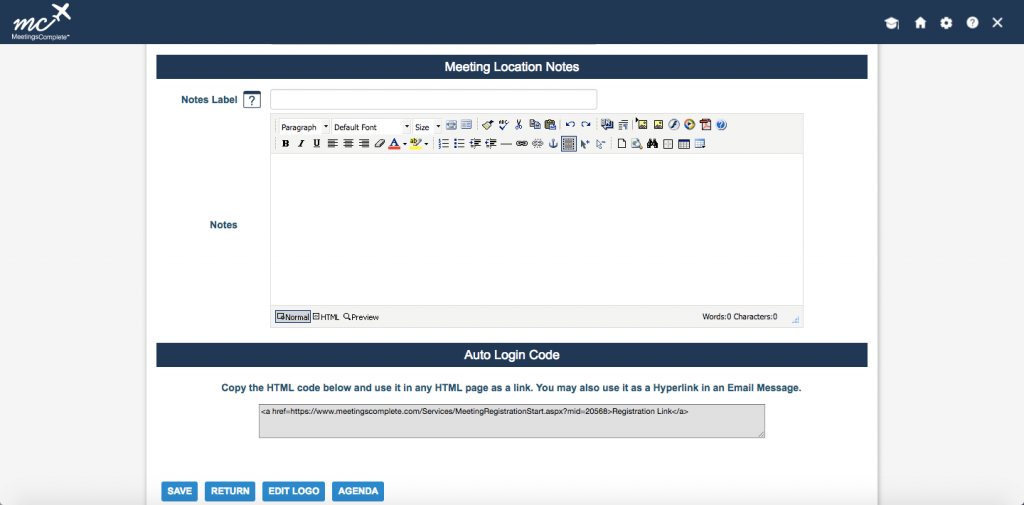 mc
MeetingsComplete
Meeting Location Notes
Notes Label ?
Paragraph Default Font Size
B I U
Notes
Normal HTML Preview Words:0 Characters:0
Auto Login Code
Copy the HTML code below and use it in any HTML page as a link. You may also use it as a Hyperlink in an Email Message.
<a href=https://www.meetingscomplete.com/Services/MeetingRegistrationStart.aspx?mid=20568>Registration Link</a>
SAVE RETURN EDIT LOGO AGENDA